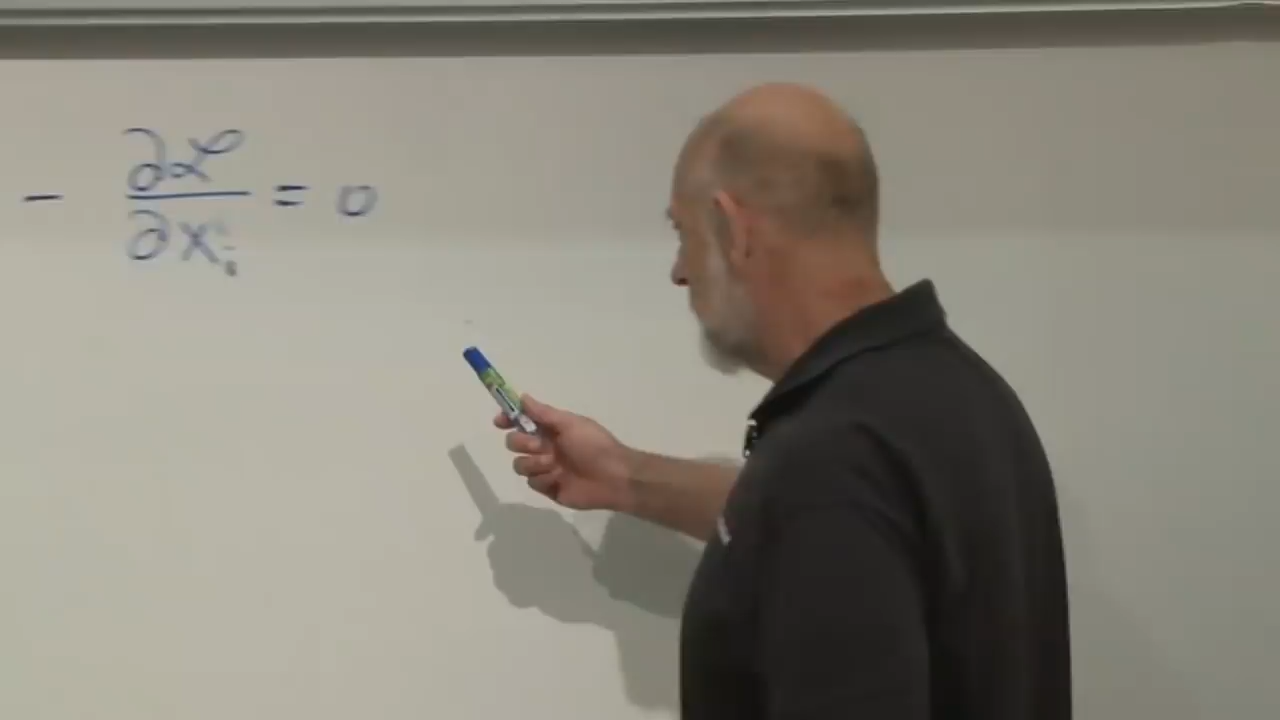 - ∂ℒ/∂xᵢ = 0